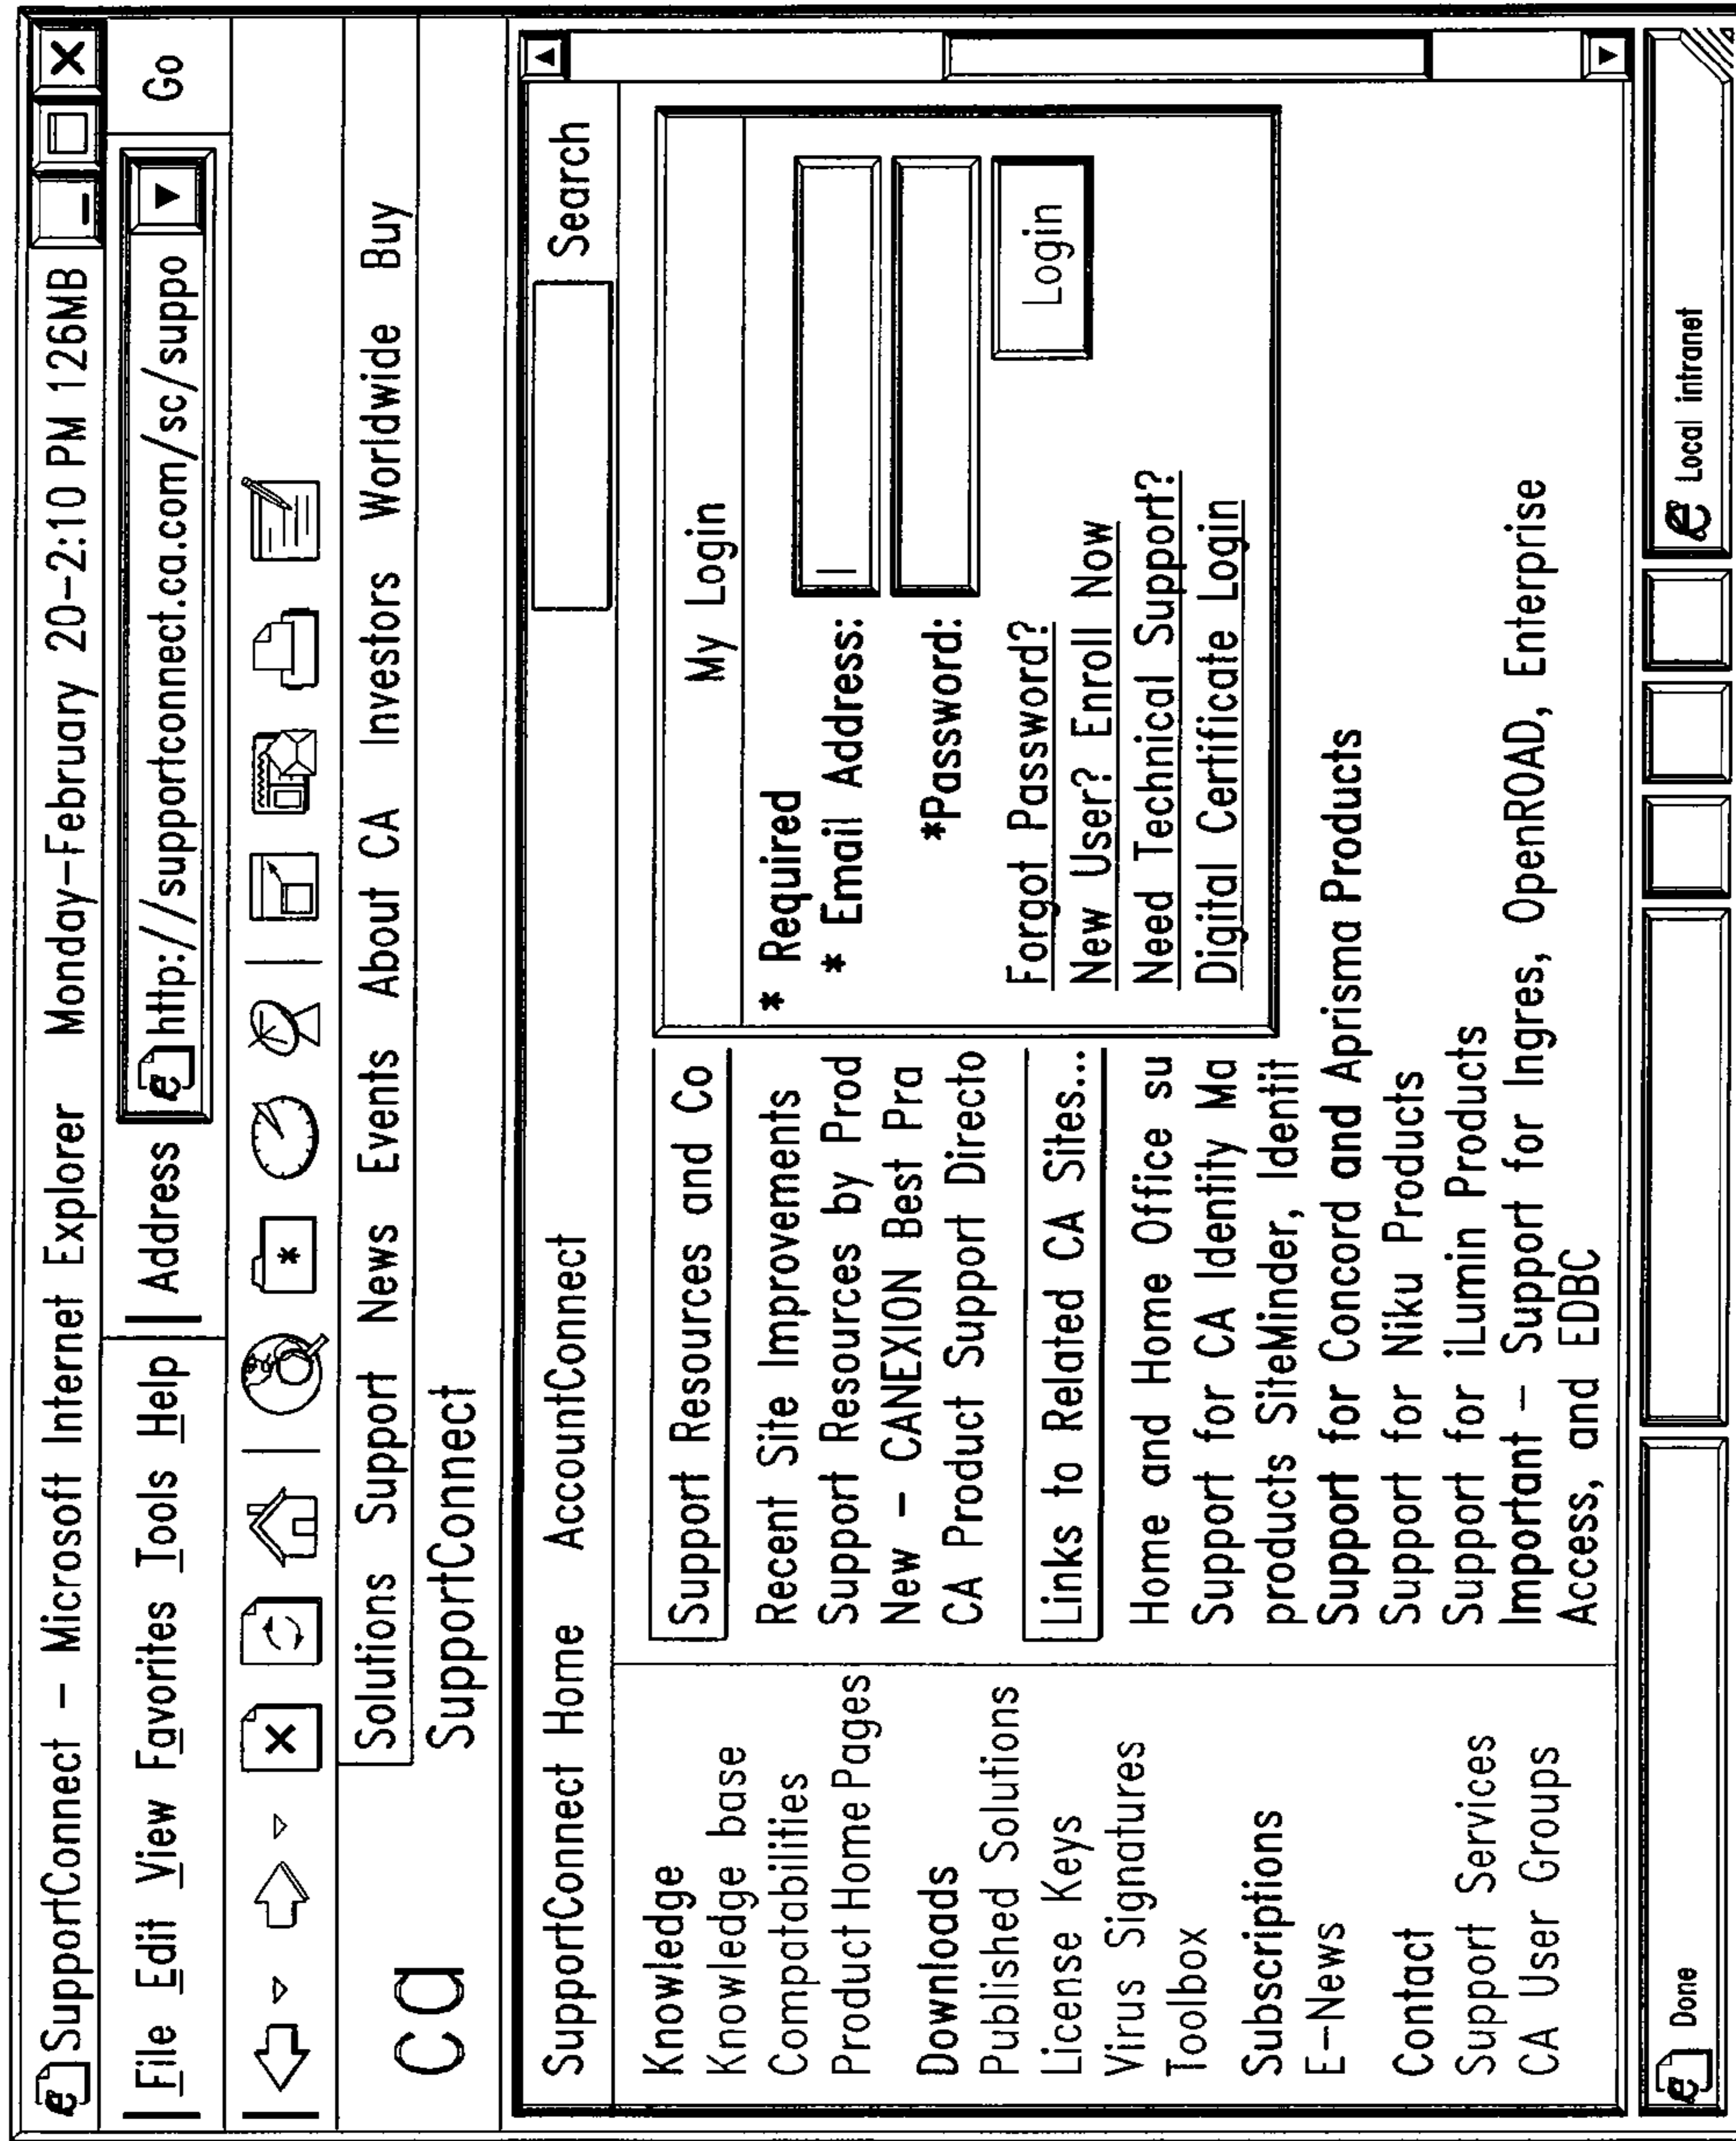 SupportConnect - Microsoft Internet Explorer Monday-February 20-2:10 PM 126MB
File Edit View Favorites Tools Help Address http://supportconnect.ca.com/sc/suppo Go
Solutions Support News Events About CA Investors Worldwide Buy
ca SupportConnect
SupportConnect Home AccountConnect Search
Knowledge
Knowledge base
Compatabilities
Product Home Pages
Downloads
Published Solutions
License Keys
Virus Signatures
Toolbox
Subscriptions
E-News
Contact
Support Services
CA User Groups
Support Resources and Co
Recent Site Improvements
Support Resources by Prod
New - CANEXION Best Pra
CA Product Support Directo
Links to Related CA Sites...
Home and Home Office su
Support for CA Identity Ma
products SiteMinder, Identit
Support for Concord and Aprisma Products
Support for Niku Products
Support for iLumin Products
Important - Support for Ingres, OpenROAD, Enterprise
Access, and EDBC
My Login
* Required
* Email Address:
*Password:
Login
Forgot Password?
New User? Enroll Now
Need Technical Support?
Digital Certificate Login
Done Local intranet